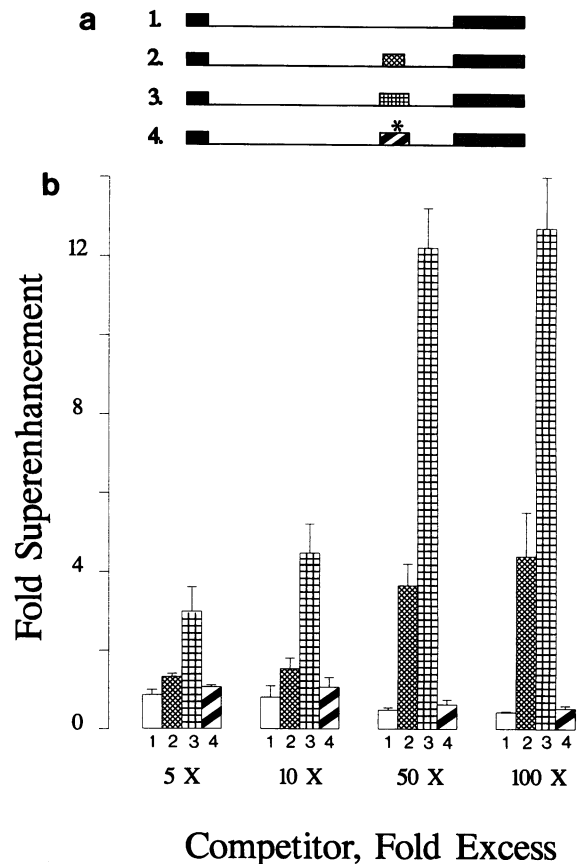 a
1.
2.
3.
4. *
b
Fold Superenhancement
12
8
4
0
1 2 3 4 1 2 3 4 1 2 3 4 1 2 3 4
5 X 10 X 50 X 100 X
Competitor, Fold Excess